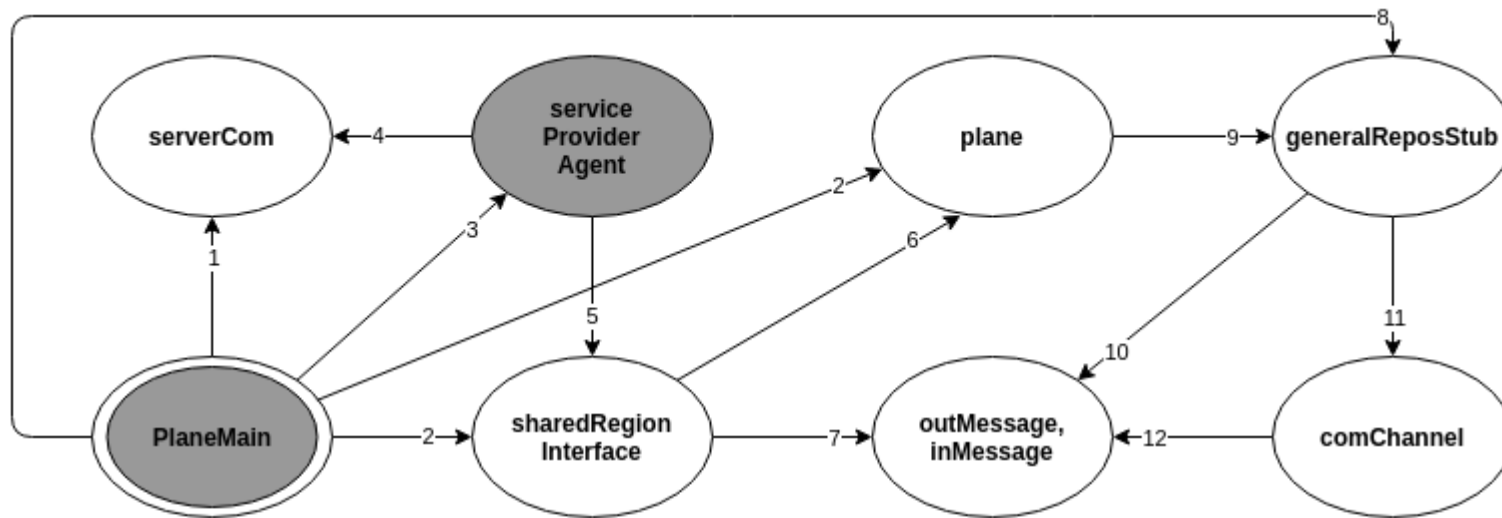 8
serverCom
4
service
Provider
Agent
plane
9
generalReposStub
2
3
1
6
5
10
11
PlaneMain
2
sharedRegion
Interface
7
outMessage,
inMessage
12
comChannel